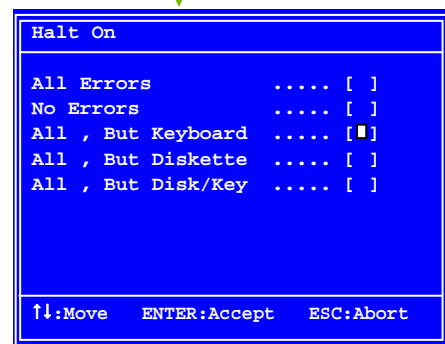 Halt On
All Errors ..... [ ]
No Errors ..... [ ]
All , But Keyboard ..... [▯]
All , But Diskette ..... [ ]
All , But Disk/Key ..... [ ]
↑↓:Move ENTER:Accept ESC:Abort